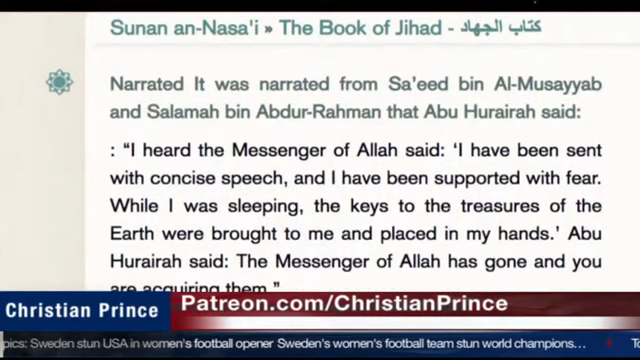 Sunan an-Nasa'i » The Book of Jihad - كتاب الجهاد
Narrated It was narrated from Sa'eed bin Al-Musayyab
and Salamah bin Abdur-Rahman that Abu Hurairah said:
: “I heard the Messenger of Allah said: ‘I have been sent
with concise speech, and I have been supported with fear.
While I was sleeping, the keys to the treasures of the
Earth were brought to me and placed in my hands.’ Abu
Hurairah said: The Messenger of Allah has gone and you
are acquiring them.”
Christian Prince
Patreon.com/ChristianPrince
pics: Sweden stun USA in women's football opener Sweden's women's football team stun world champions...